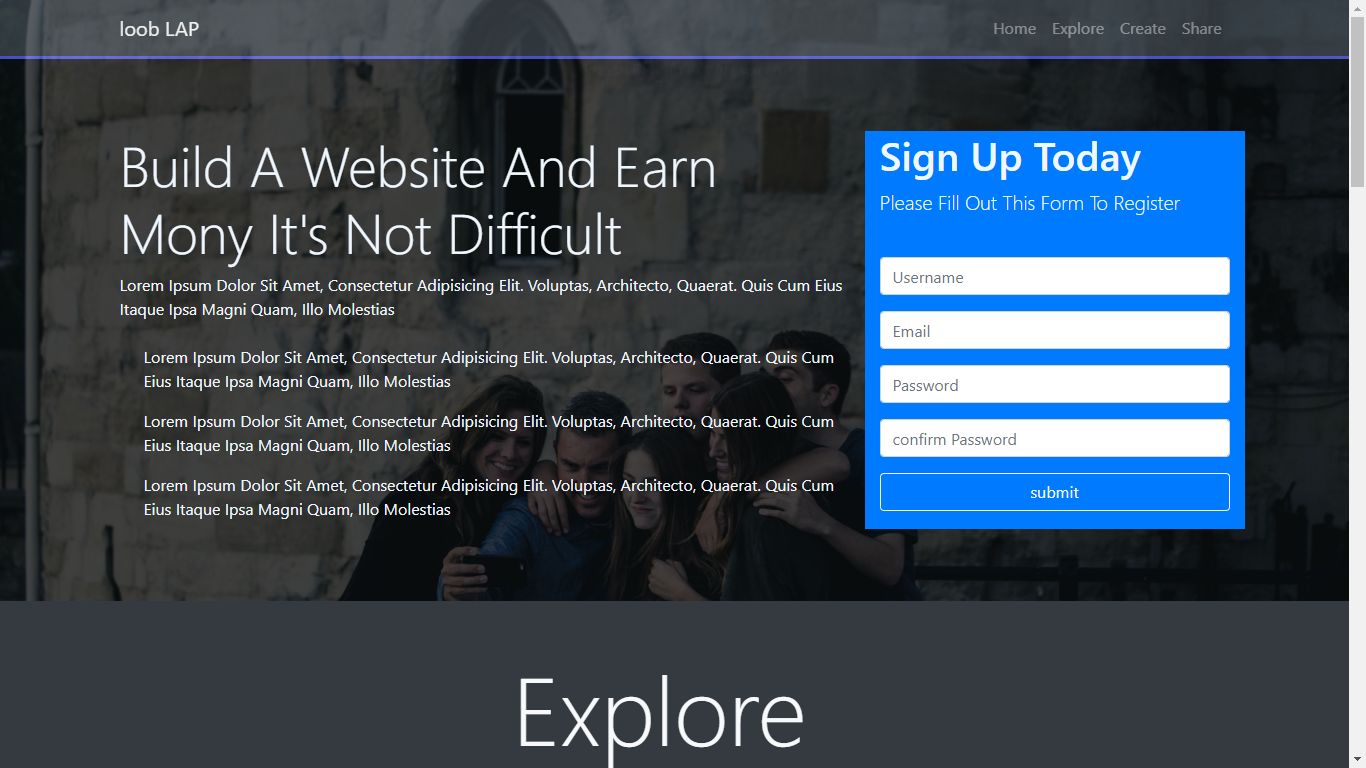 loob LAP
Home Explore Create Share
Build A Website And Earn
Mony It's Not Difficult
Lorem Ipsum Dolor Sit Amet, Consectetur Adipisicing Elit. Voluptas, Architecto, Quaerat. Quis Cum Eius
Itaque Ipsa Magni Quam, Illo Molestias
Lorem Ipsum Dolor Sit Amet, Consectetur Adipisicing Elit. Voluptas, Architecto, Quaerat. Quis Cum
Eius Itaque Ipsa Magni Quam, Illo Molestias
Lorem Ipsum Dolor Sit Amet, Consectetur Adipisicing Elit. Voluptas, Architecto, Quaerat. Quis Cum
Eius Itaque Ipsa Magni Quam, Illo Molestias
Lorem Ipsum Dolor Sit Amet, Consectetur Adipisicing Elit. Voluptas, Architecto, Quaerat. Quis Cum
Eius Itaque Ipsa Magni Quam, Illo Molestias
Sign Up Today
Please Fill Out This Form To Register
Username
Email
Password
confirm Password
submit
Explore